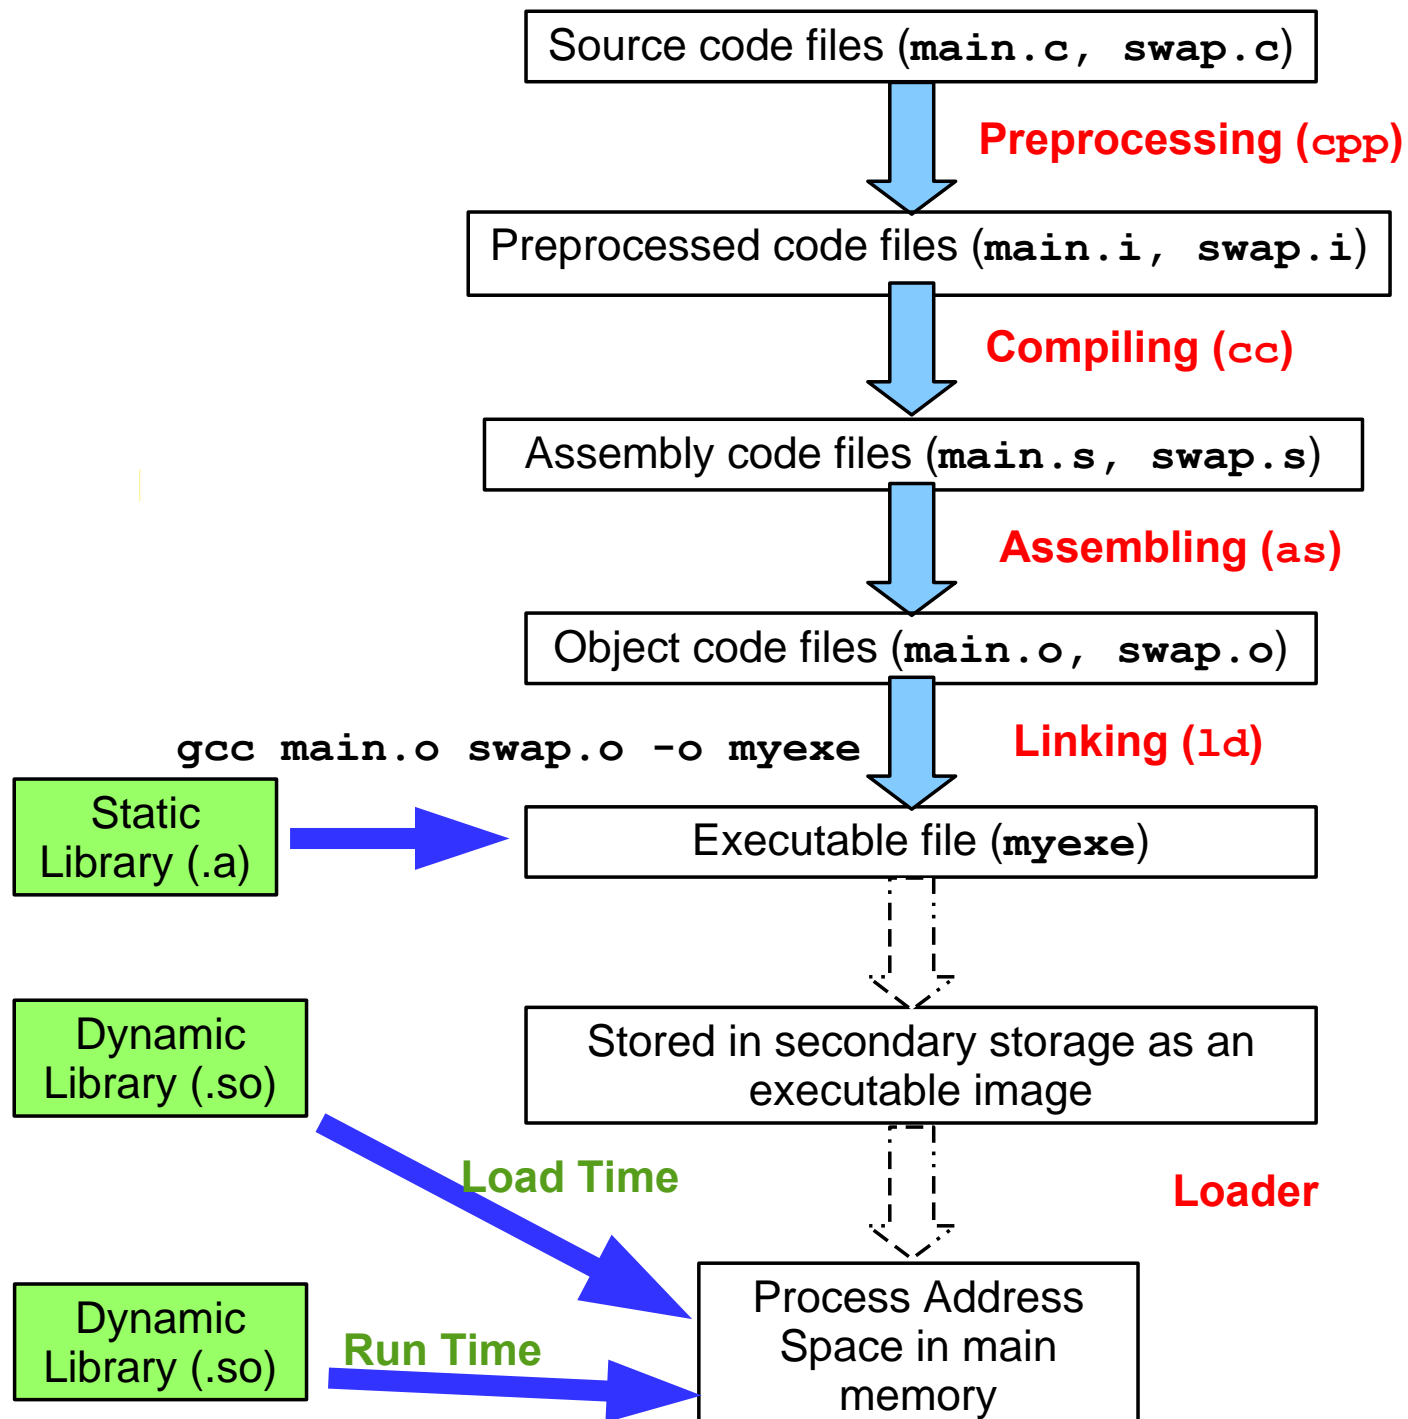 Source code files (main.c, swap.c)
Preprocessing (cpp)
Preprocessed code files (main.i, swap.i)
Compiling (cc)
Assembly code files (main.s, swap.s)
Assembling (as)
Object code files (main.o, swap.o)
gcc main.o swap.o -o myexe
Linking (ld)
Static
Library (.a)
Executable file (myexe)
Dynamic
Library (.so)
Stored in secondary storage as an
executable image
Load Time
Loader
Dynamic
Library (.so)
Run Time
Process Address
Space in main
memory